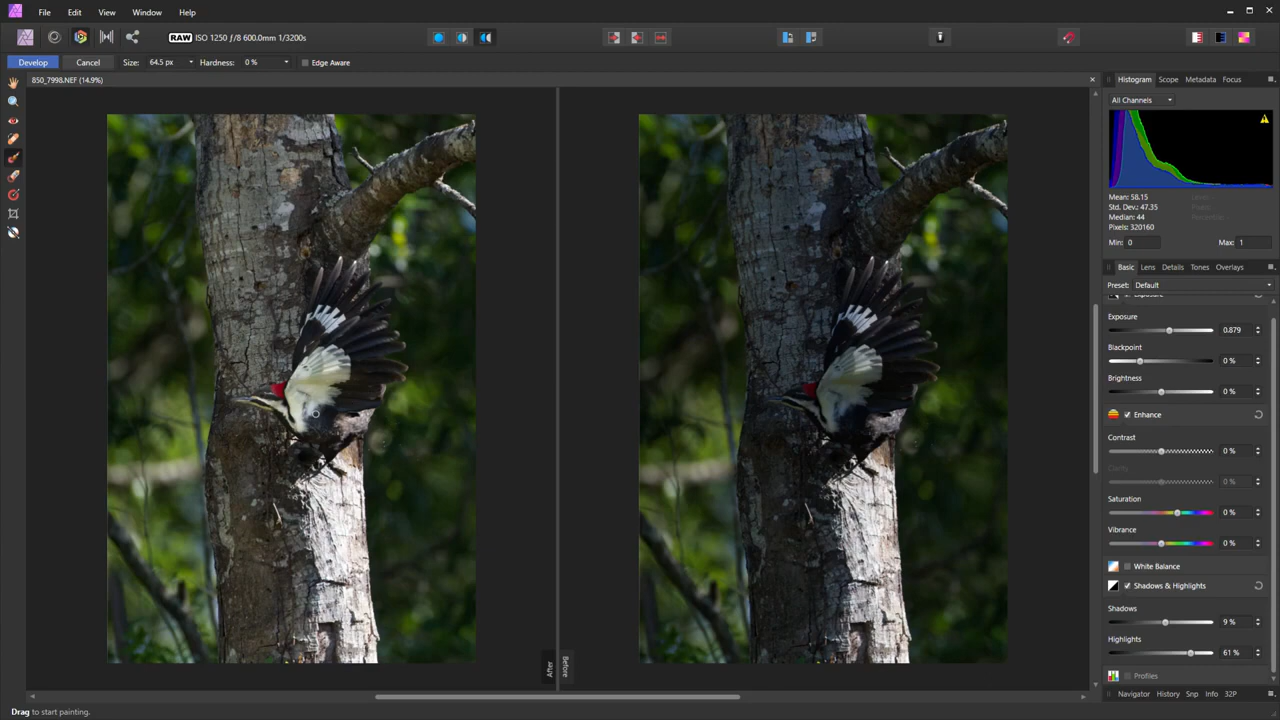 File Edit View Window Help
RAW ISO 1250 ƒ/8 600.0mm 1/3200s
Develop Cancel Size: 64.5 px Hardness: 0 % Edge Aware
850_7998.NEF (14.9%)
Histogram Scope Metadata Focus
All Channels
Mean: 58.15
Std. Dev.: 47.35
Median: 44
Pixels: 320160
Min: 0 Max: 1
Basic Lens Details Tones Overlays
Preset: Default
Exposure
Exposure 0.879
Blackpoint 0 %
Brightness 0 %
Enhance
Contrast 0 %
Clarity 0 %
Saturation 0 %
Vibrance 0 %
White Balance
Shadows & Highlights
Shadows 9 %
Highlights 61 %
Profiles
After Before
Navigator History Snp Info 32P
Drag to start painting.